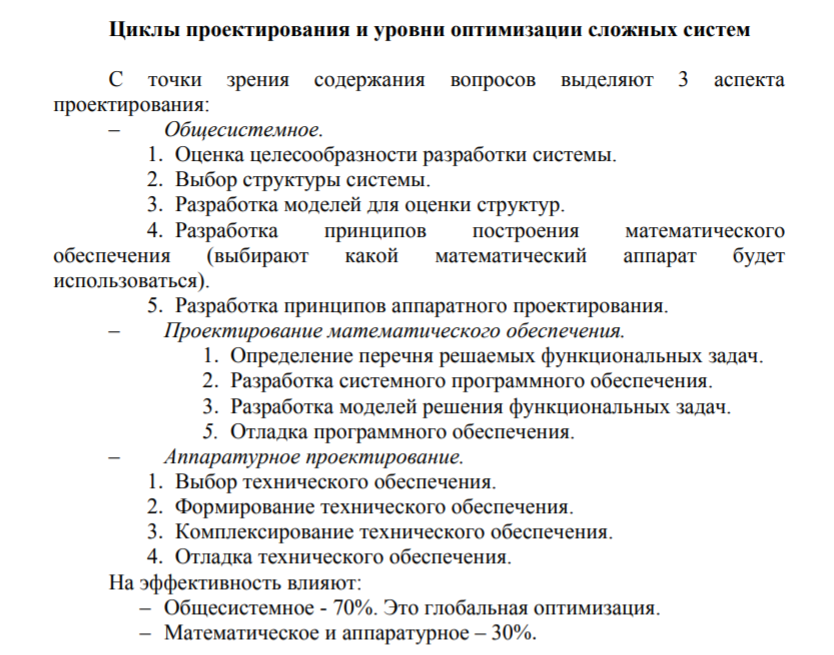 Циклы проектирования и уровни оптимизации сложных систем
С точки зрения содержания вопросов выделяют 3 аспекта
проектирования:
– Общесистемное.
1. Оценка целесообразности разработки системы.
2. Выбор структуры системы.
3. Разработка моделей для оценки структур.
4. Разработка принципов построения математического
обеспечения (выбирают какой математический аппарат будет
использоваться).
5. Разработка принципов аппаратного проектирования.
– Проектирование математического обеспечения.
1. Определение перечня решаемых функциональных задач.
2. Разработка системного программного обеспечения.
3. Разработка моделей решения функциональных задач.
5. Отладка программного обеспечения.
– Аппаратурное проектирование.
1. Выбор технического обеспечения.
2. Формирование технического обеспечения.
3. Комплексирование технического обеспечения.
4. Отладка технического обеспечения.
На эффективность влияют:
– Общесистемное - 70%. Это глобальная оптимизация.
– Математическое и аппаратурное – 30%.